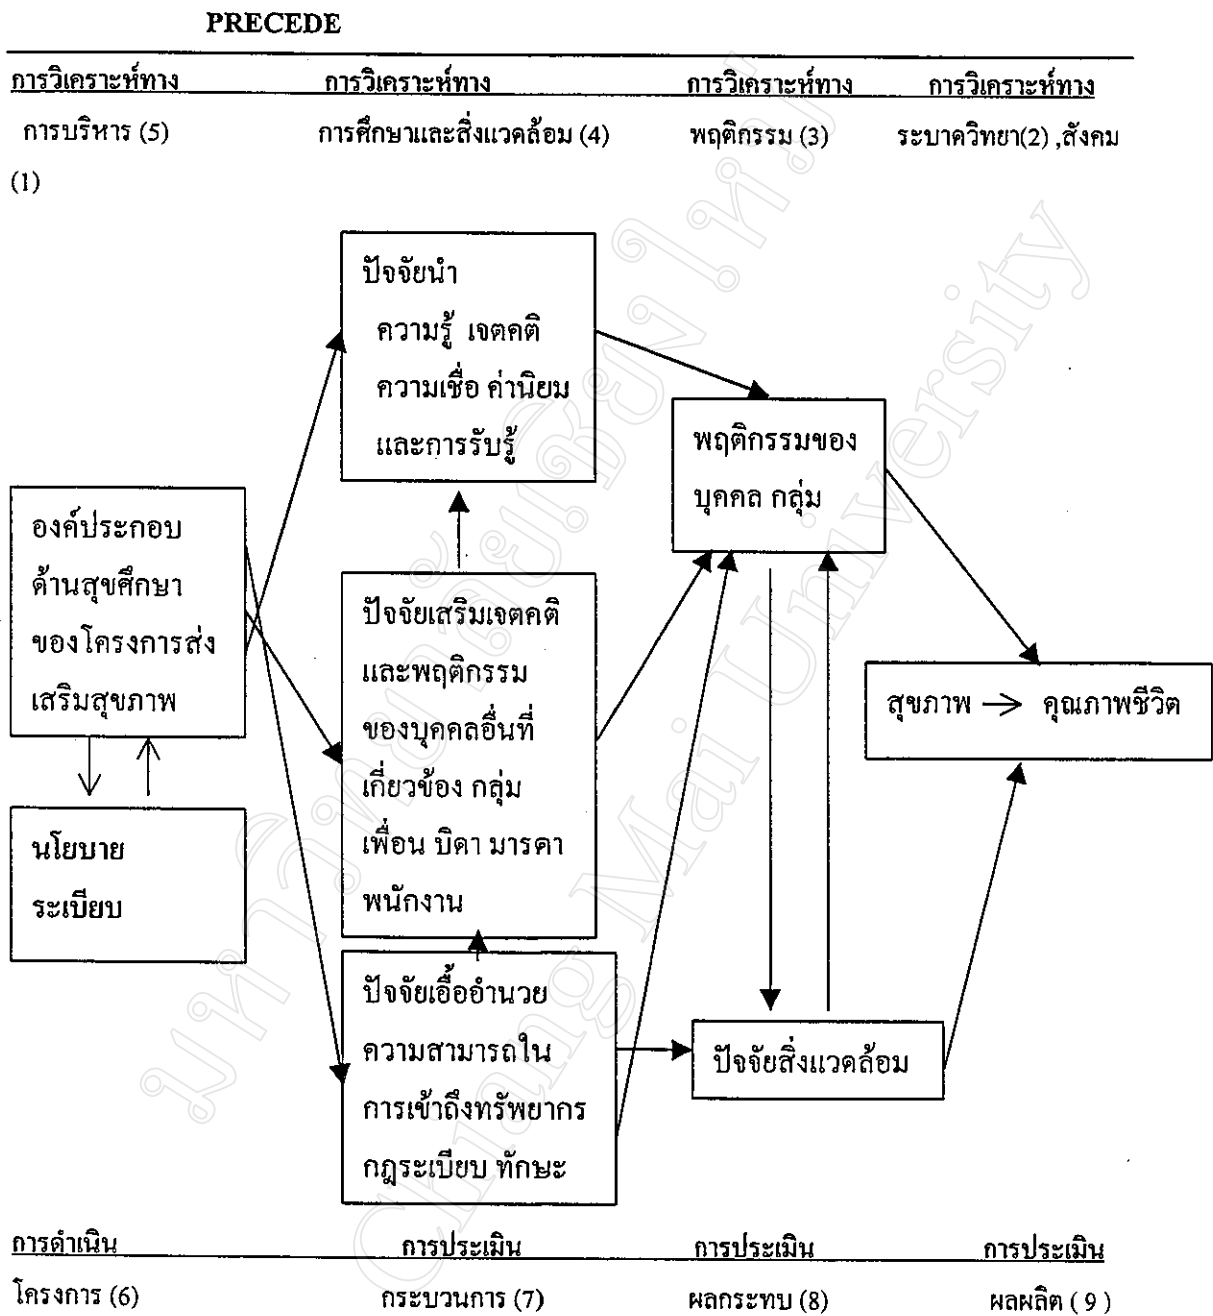 PRECEDE
การวิเคราะห์ทาง การวิเคราะห์ทาง การวิเคราะห์ทาง การวิเคราะห์ทาง
การบริหาร (5) การศึกษาและสิ่งแวดล้อม (4) พฤติกรรม (3) ระบาดวิทยา(2) ,สังคม
(1)
ปัจจัยนำ
ความรู้ เจตคติ
ความเชื่อ ค่านิยม
และการรับรู้
พฤติกรรมของ
บุคคล กลุ่ม
องค์ประกอบ
ด้านสุขศึกษา
ของโครงการส่ง
เสริมสุขภาพ
ปัจจัยเสริมเจตคติ
และพฤติกรรม
ของบุคคลอื่นที่
เกี่ยวข้อง กลุ่ม
เพื่อน บิดา มารดา
พนักงาน
สุขภาพ → คุณภาพชีวิต
นโยบาย
ระเบียบ
ปัจจัยเอื้ออำนวย
ความสามารถใน
การเข้าถึงทรัพยากร
กฎระเบียบ ทักษะ
ปัจจัยสิ่งแวดล้อม
การดำเนิน การประเมิน การประเมิน การประเมิน
โครงการ (6) กระบวนการ (7) ผลกระทบ (8) ผลผลิต ( 9 )
มหาวิทยาลัยเชียงใหม่
Chiang Mai University